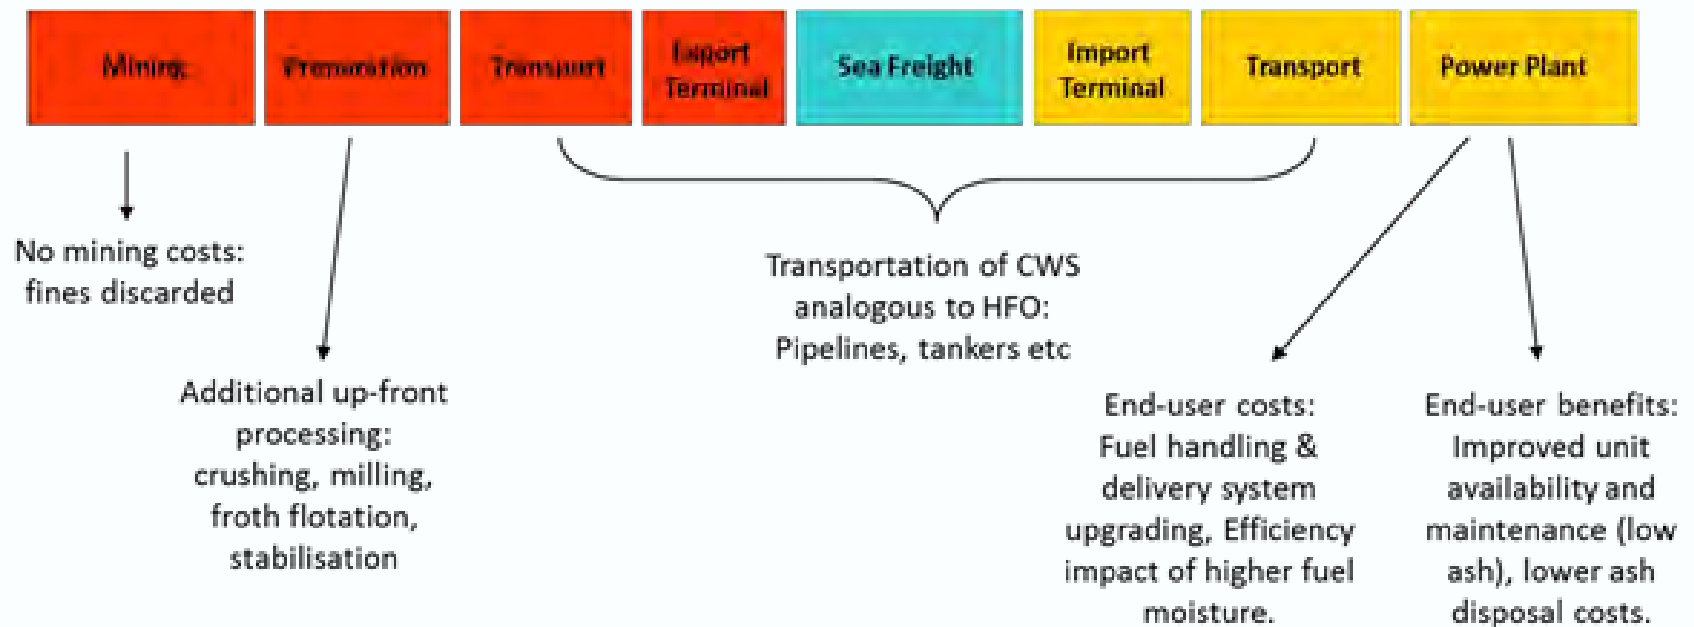 Mining
Preparation
Transport
Export
Terminal
Sea Freight
Import
Terminal
Transport
Power Plant
No mining costs:
fines discarded
Additional up-front
processing:
crushing, milling,
froth flotation,
stabilisation
Transportation of CWS
analogous to HFO:
Pipelines, tankers etc
End-user costs:
Fuel handling &
delivery system
upgrading, Efficiency
impact of higher fuel
moisture.
End-user benefits:
Improved unit
availability and
maintenance (low
ash), lower ash
disposal costs.